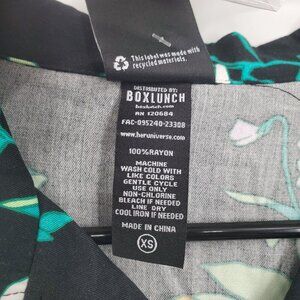 This label was made with
recycled materials.
DISTRIBUTED BY:
BOXLUNCH
boxlunch.com
RN 120684
FAC-095240-23308
www.heruniverse.com
100%RAYON
MACHINE
WASH COLD WITH
LIKE COLORS
GENTLE CYCLE
USE ONLY
NON-CHLORINE
BLEACH IF NEEDED
LINE DRY
COOL IRON IF NEEDED
MADE IN CHINA
XS